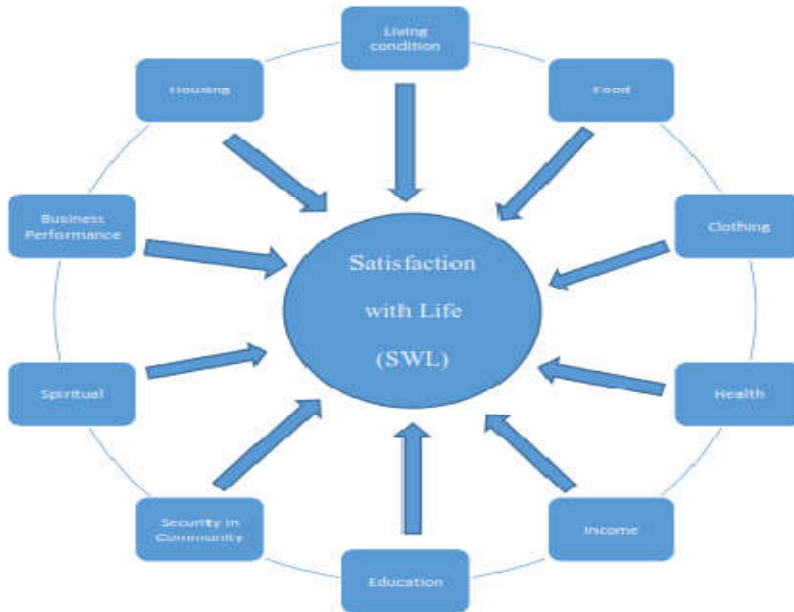 Living
condition
Food
Clothing
Health
Income
Education
Security in
Community
Spiritual
Business
Performance
Housing
Satisfaction
with Life
(SWL)